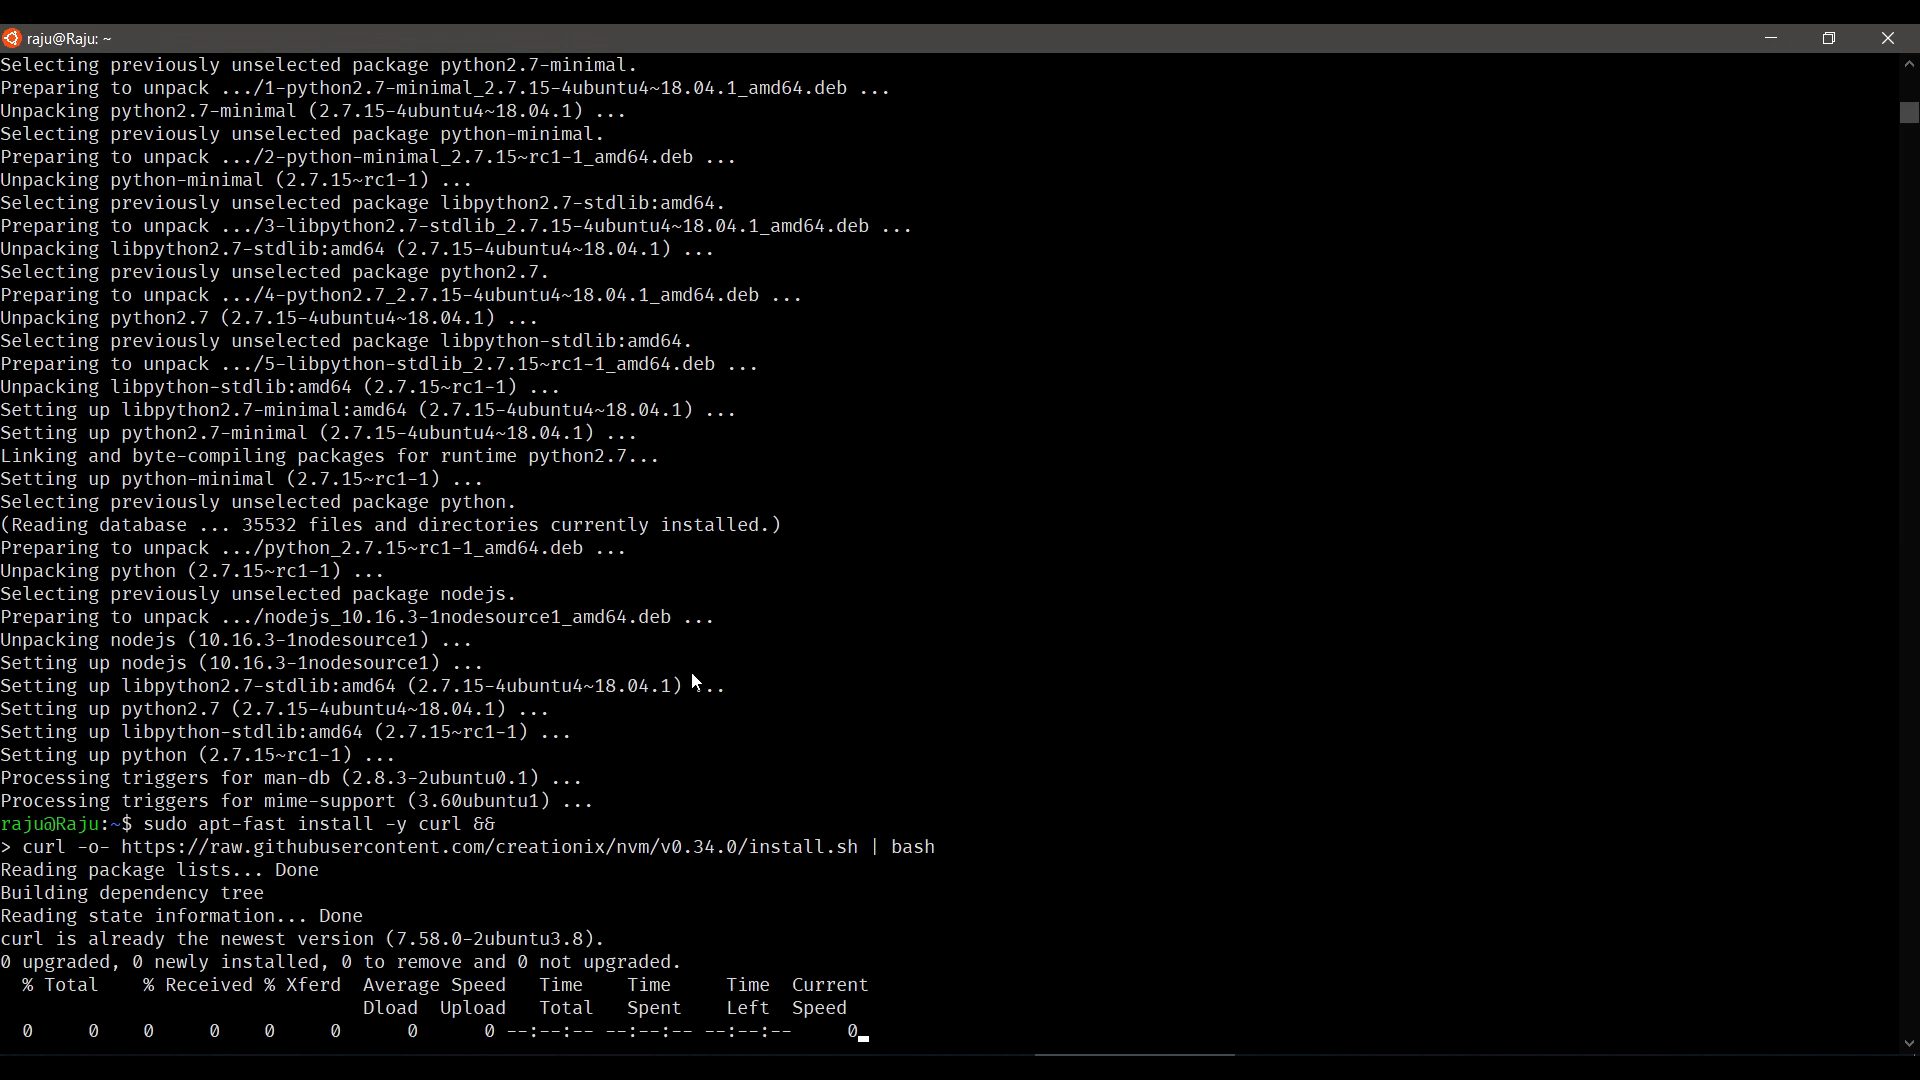 raju@Raju: ~
Selecting previously unselected package python2.7-minimal.
Preparing to unpack .../1-python2.7-minimal_2.7.15-4ubuntu4~18.04.1_amd64.deb ...
Unpacking python2.7-minimal (2.7.15-4ubuntu4~18.04.1) ...
Selecting previously unselected package python-minimal.
Preparing to unpack .../2-python-minimal_2.7.15~rc1-1_amd64.deb ...
Unpacking python-minimal (2.7.15~rc1-1) ...
Selecting previously unselected package libpython2.7-stdlib:amd64.
Preparing to unpack .../3-libpython2.7-stdlib_2.7.15-4ubuntu4~18.04.1_amd64.deb ...
Unpacking libpython2.7-stdlib:amd64 (2.7.15-4ubuntu4~18.04.1) ...
Selecting previously unselected package python2.7.
Preparing to unpack .../4-python2.7_2.7.15-4ubuntu4~18.04.1_amd64.deb ...
Unpacking python2.7 (2.7.15-4ubuntu4~18.04.1) ...
Selecting previously unselected package libpython-stdlib:amd64.
Preparing to unpack .../5-libpython-stdlib_2.7.15~rc1-1_amd64.deb ...
Unpacking libpython-stdlib:amd64 (2.7.15~rc1-1) ...
Setting up libpython2.7-minimal:amd64 (2.7.15-4ubuntu4~18.04.1) ...
Setting up python2.7-minimal (2.7.15-4ubuntu4~18.04.1) ...
Linking and byte-compiling packages for runtime python2.7...
Setting up python-minimal (2.7.15~rc1-1) ...
Selecting previously unselected package python.
(Reading database ... 35532 files and directories currently installed.)
Preparing to unpack .../python_2.7.15~rc1-1_amd64.deb ...
Unpacking python (2.7.15~rc1-1) ...
Selecting previously unselected package nodejs.
Preparing to unpack .../nodejs_10.16.3-1nodesource1_amd64.deb ...
Unpacking nodejs (10.16.3-1nodesource1) ...
Setting up nodejs (10.16.3-1nodesource1) ...
Setting up libpython2.7-stdlib:amd64 (2.7.15-4ubuntu4~18.04.1) ...
Setting up python2.7 (2.7.15-4ubuntu4~18.04.1) ...
Setting up libpython-stdlib:amd64 (2.7.15~rc1-1) ...
Setting up python (2.7.15~rc1-1) ...
Processing triggers for man-db (2.8.3-2ubuntu0.1) ...
Processing triggers for mime-support (3.60ubuntu1) ...
raju@Raju:~$ sudo apt-fast install -y curl &&
> curl -o- https://raw.githubusercontent.com/creationix/nvm/v0.34.0/install.sh | bash
Reading package lists... Done
Building dependency tree
Reading state information... Done
curl is already the newest version (7.58.0-2ubuntu3.8).
0 upgraded, 0 newly installed, 0 to remove and 0 not upgraded.
% Total % Received % Xferd Average Speed Time Time Time Current
Dload Upload Total Spent Left Speed
0 0 0 0 0 0 0 0 --:--:-- --:--:-- --:--:-- 0